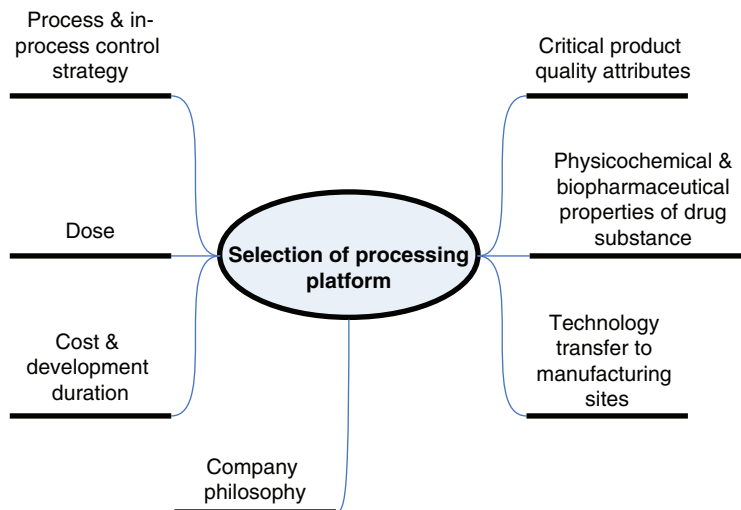 Process & in-
process control
strategy
Critical product
quality attributes
Dose
Selection of processing
platform
Physicochemical &
biopharmaceutical
properties of drug
substance
Cost &
development
duration
Technology
transfer to
manufacturing
sites
Company
philosophy